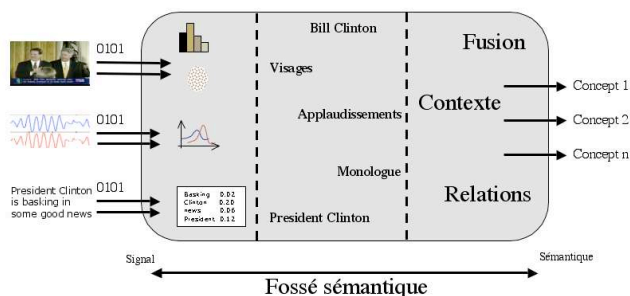 Bill Clinton
Fusion
0101
Visages
Concept 1
Contexte
Applaudissements
0101
Concept 2
Monologue
Concept n
President Clinton
is basking in
some good news
0101
Basking 0.02
Clinton 0.20
news 0.06
President 0.12
Relations
President Clinton
Signal
Sémantique
Fossé sémantique